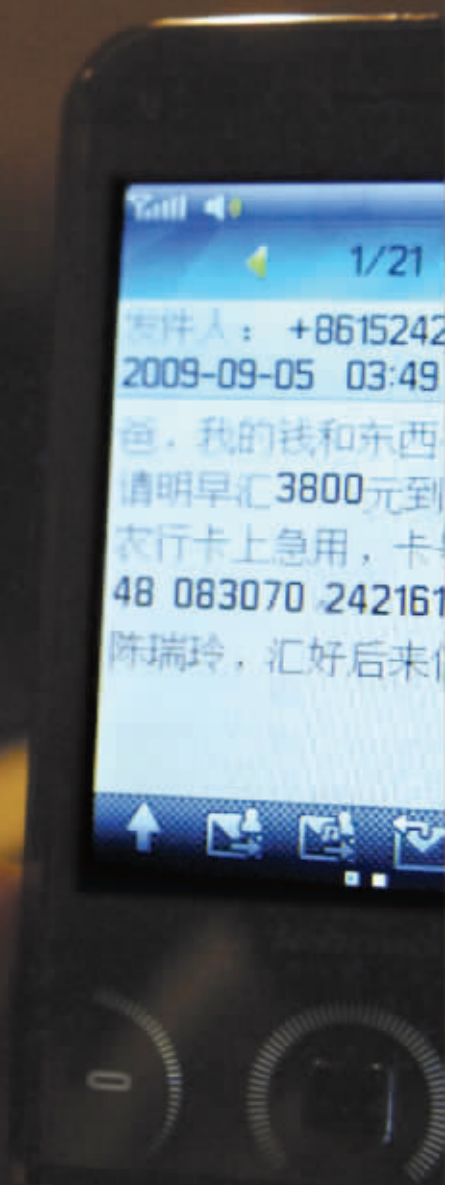 1/21
发件人： +8615242
2009-09-05 03:49
爸，我的钱和东西
请明早汇3800元到
农行卡上急用，卡号
48 083070 242161
陈瑞玲，汇好后来信